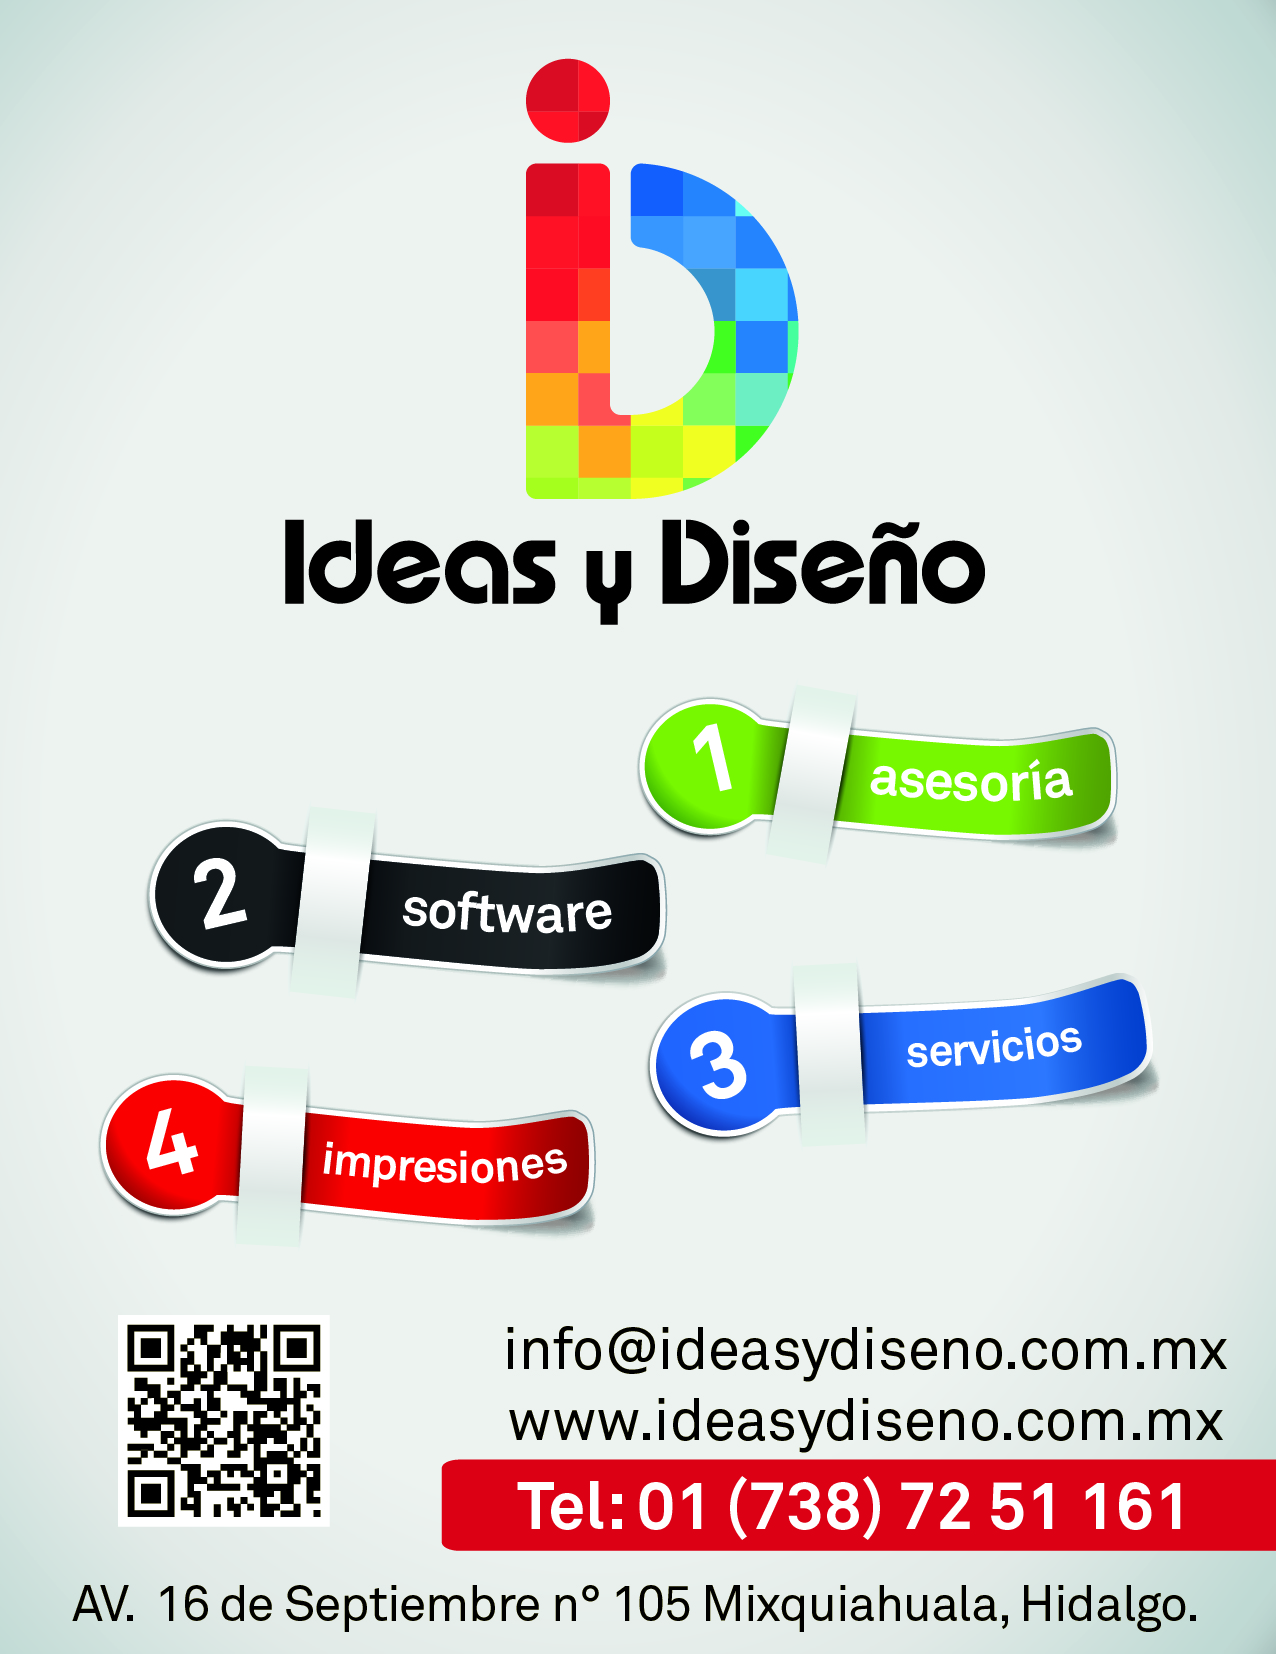 iD
Ideas y Diseño
1 asesoría
2 software
3 servicios
4 impresiones
info@ideasydiseno.com.mx
www.ideasydiseno.com.mx
Tel: 01 (738) 72 51 161
AV. 16 de Septiembre n° 105 Mixquiahuala, Hidalgo.